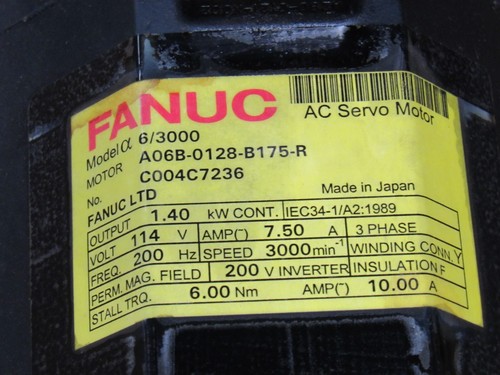 FANUC
AC Servo Motor
Model α 6/3000
MOTOR A06B-0128-B175-R
No. C004C7236
FANUC LTD Made in Japan
OUTPUT 1.40 kW CONT. IEC34-1/A2:1989
VOLT 114 V AMP(~) 7.50 A 3 PHASE
FREQ. 200 Hz SPEED 3000min⁻¹ WINDING CONN. Y
PERM. MAG. FIELD 200 V INVERTER INSULATION F
STALL TRQ. 6.00 Nm AMP(~) 10.00 A